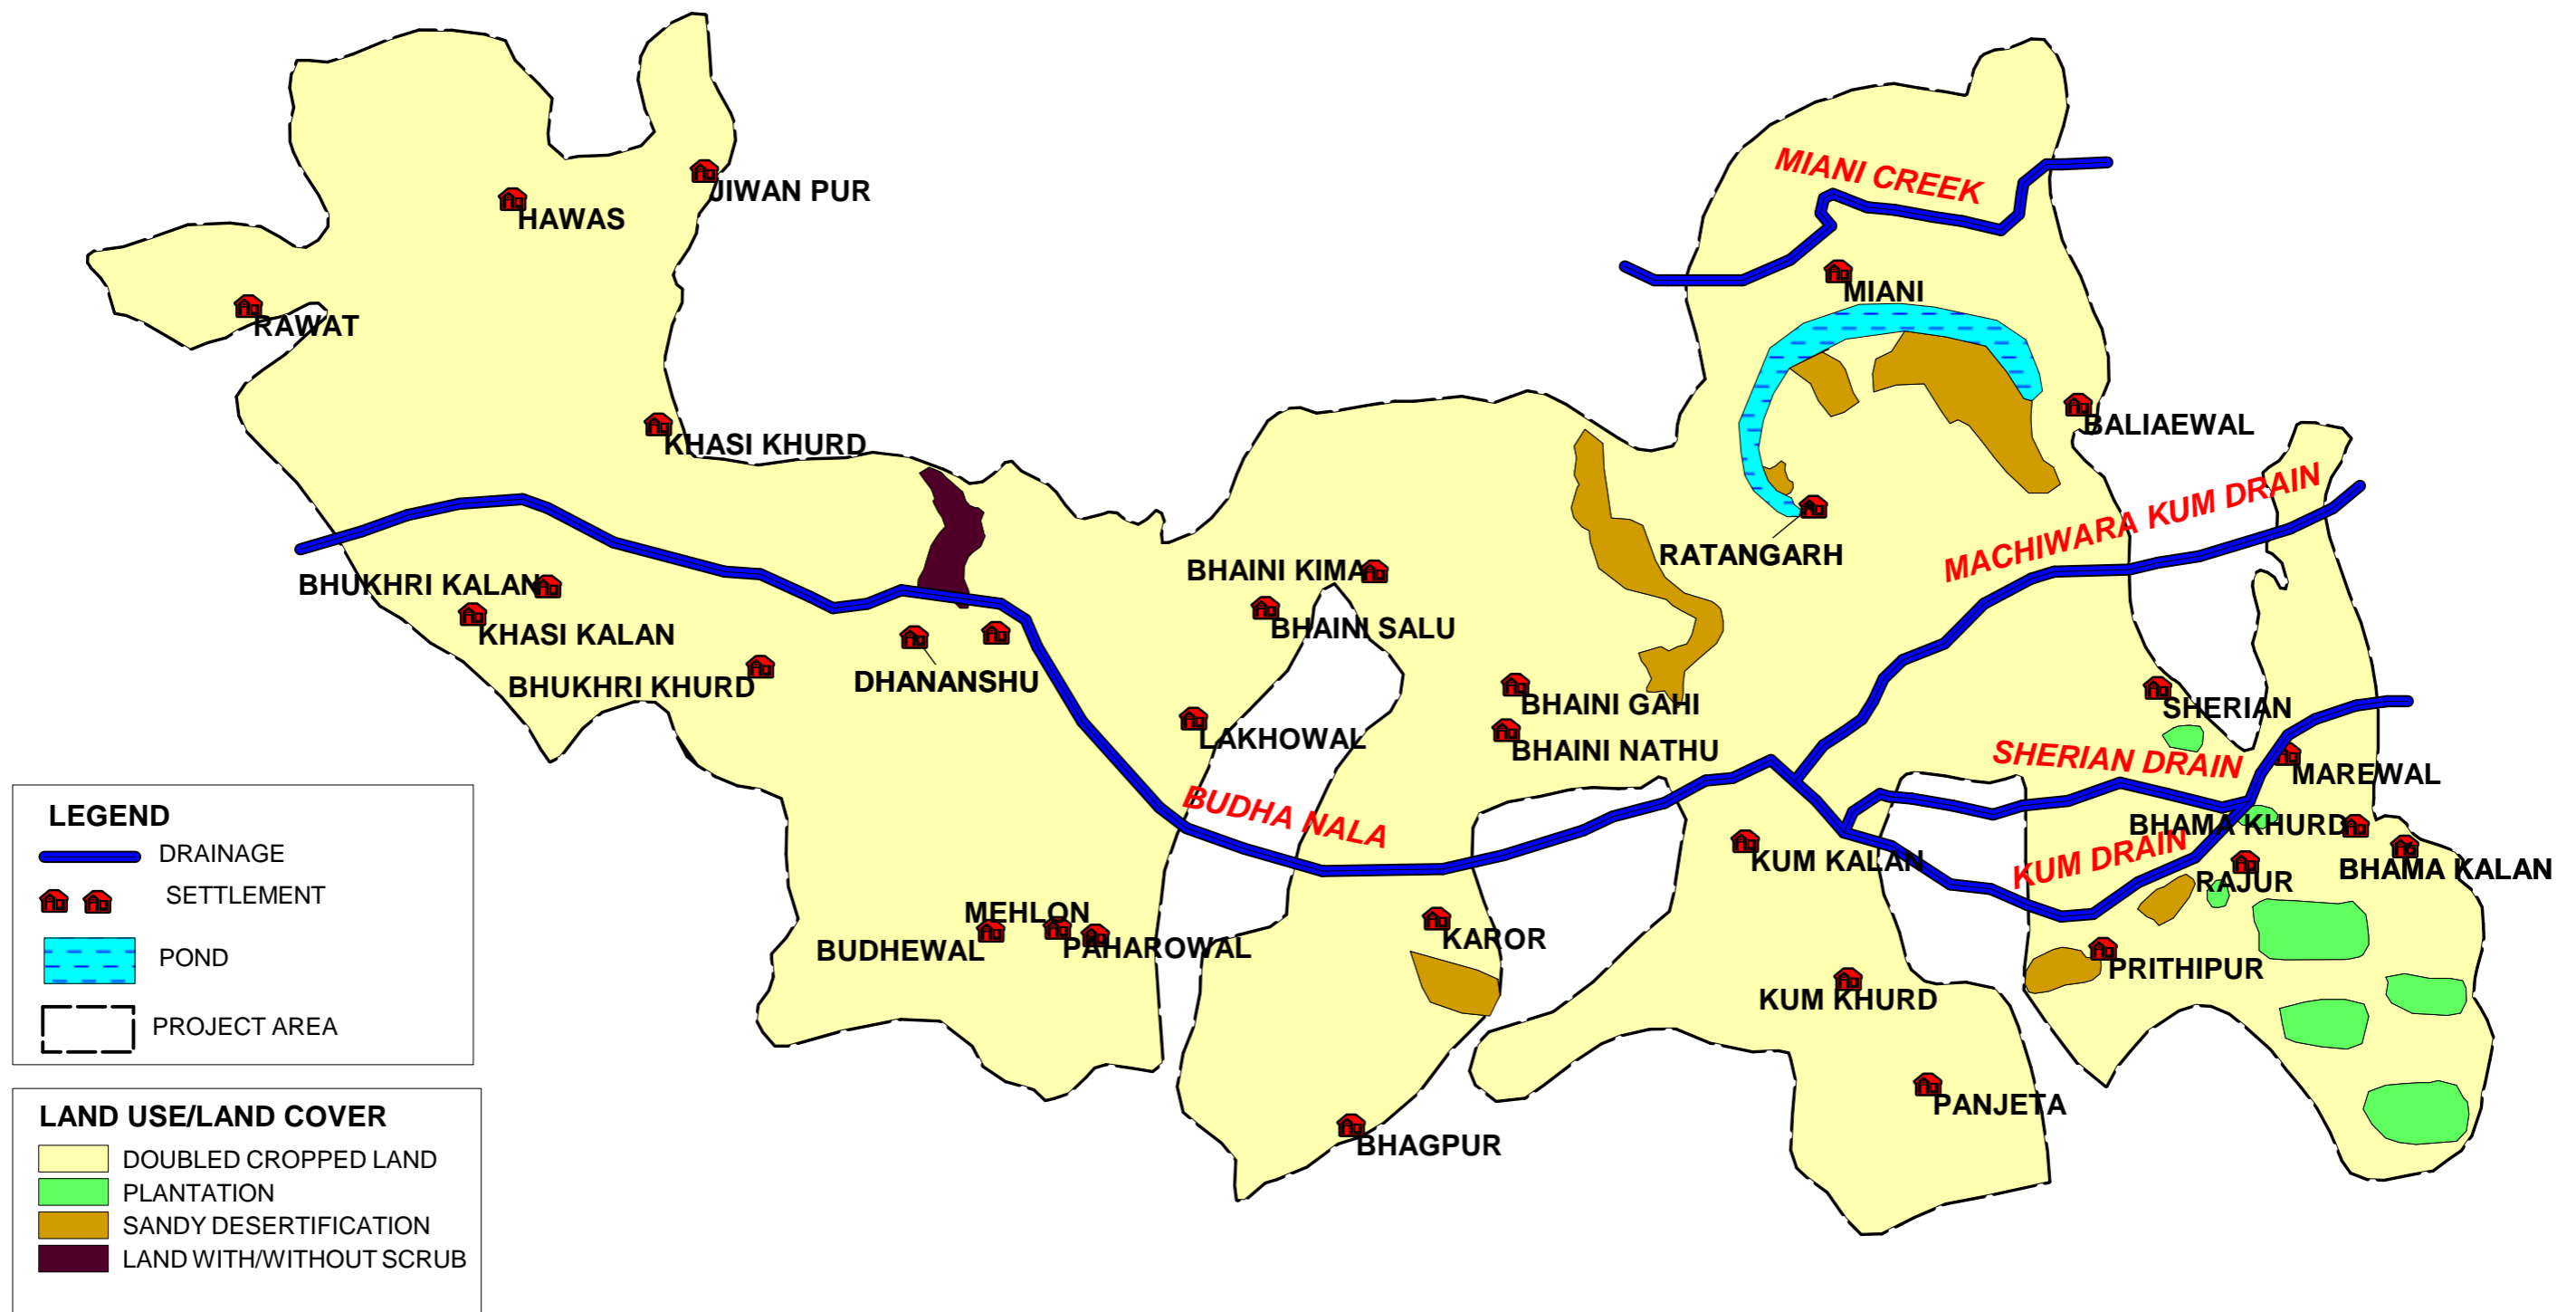 MIANI CREEK
JIWAN PUR
HAWAS
MIANI
RAWAT
BALIAEWAL
KHASI KHURD
MACHIWARA KUM DRAIN
RATANGARH
BHAINI KIMA
BHUKHRI KALAN
KHASI KALAN
BHAINI SALU
DHANANSHU
BHUKHRI KHURD
BHAINI GAHI
SHERIAN
LAKHOWAL
BHAINI NATHU
SHERIAN DRAIN
MAREWAL
BUDHA NALA
BHAMA KHURD
KUM DRAIN
KUM KALAN
RAJUR
BHAMA KALAN
MEHLON
BUDHEWAL
PAHAROWAL
KAROR
PRITHIPUR
KUM KHURD
PANJETA
BHAGPUR
LEGEND
DRAINAGE
SETTLEMENT
POND
PROJECT AREA
LAND USE/LAND COVER
DOUBLED CROPPED LAND
PLANTATION
SANDY DESERTIFICATION
LAND WITH/WITHOUT SCRUB